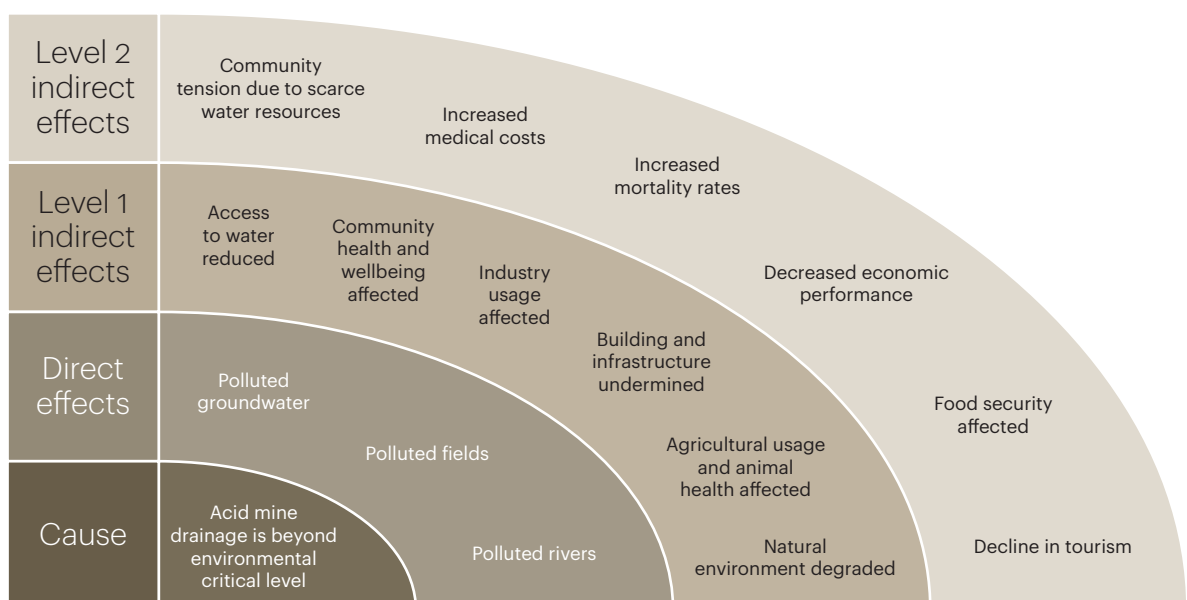 Level 2
indirect
effects
Community
tension due to scarce
water resources
Increased
medical costs
Increased
mortality rates
Decreased economic
performance
Food security
affected
Decline in tourism
Level 1
indirect
effects
Access
to water
reduced
Community
health and
wellbeing
affected
Industry
usage
affected
Building and
infrastructure
undermined
Agricultural usage
and animal
health affected
Natural
environment degraded
Direct
effects
Polluted
groundwater
Polluted fields
Polluted rivers
Cause
Acid mine
drainage is beyond
environmental
critical level